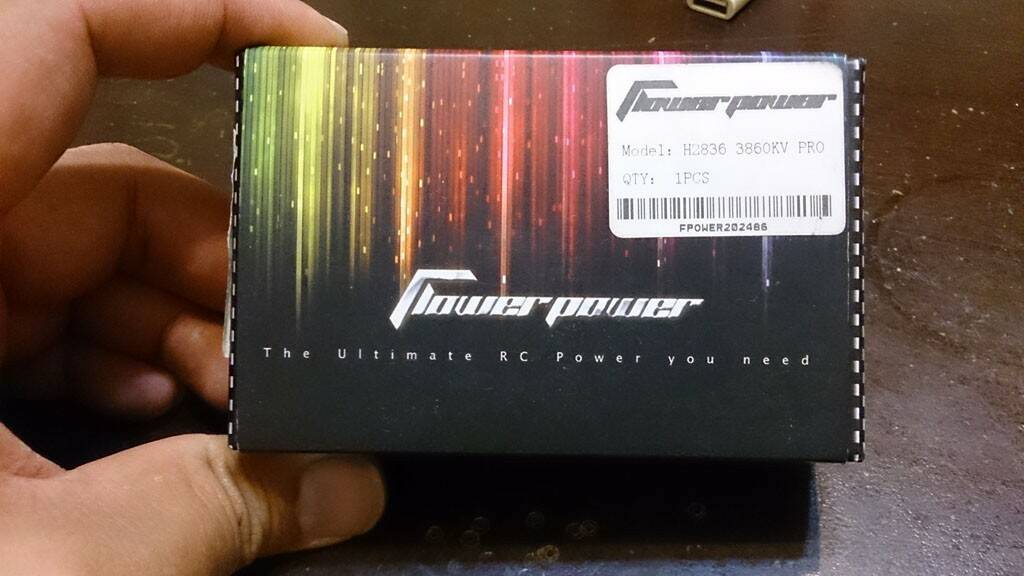 Flowerpower
Model: H2836 3860KV PRO
QTY: 1PCS
FPOWER202486
Flowerpower
The Ultimate RC Power you need